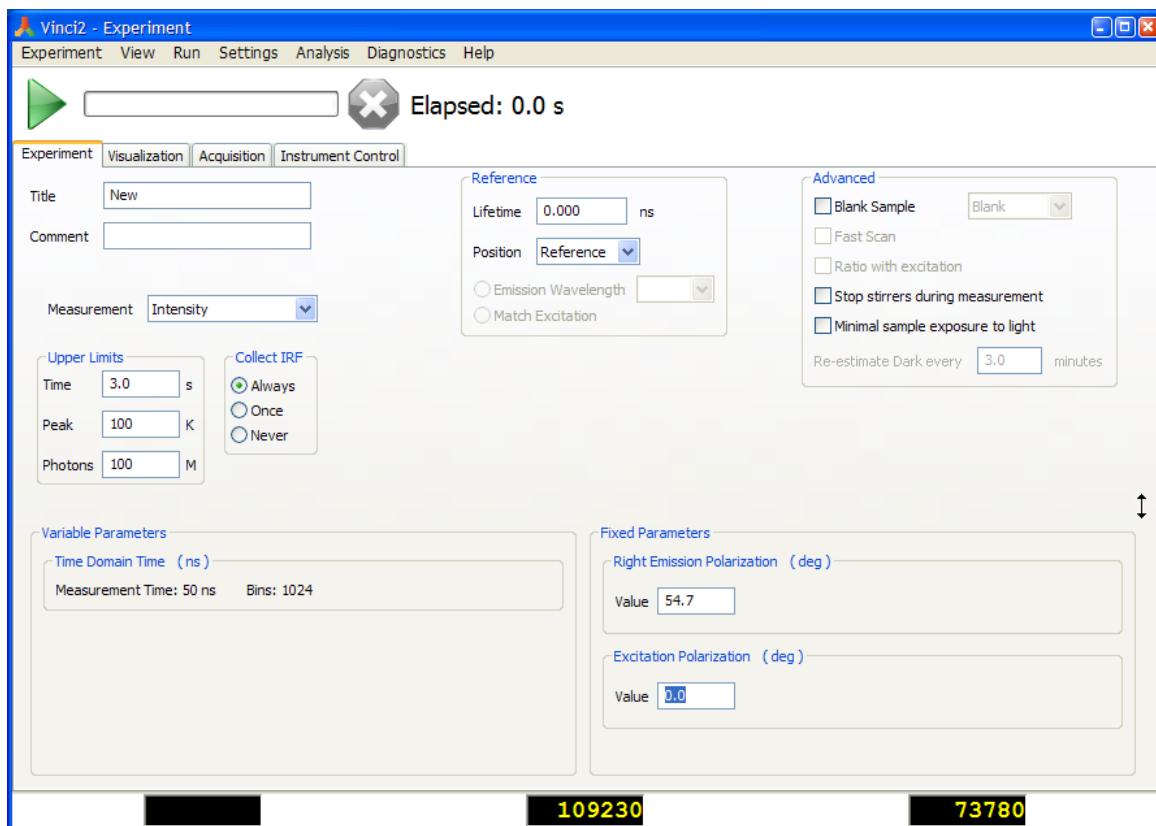 Vinci2 - Experiment
Experiment View Run Settings Analysis Diagnostics Help
Elapsed: 0.0 s
Experiment Visualization Acquisition Instrument Control
Title New
Comment
Measurement Intensity
Upper Limits
Time 3.0 s
Peak 100 K
Photons 100 M
Collect IRF
Always
Once
Never
Reference
Lifetime 0.000 ns
Position Reference
Emission Wavelength
Match Excitation
Advanced
Blank Sample Blank
Fast Scan
Ratio with excitation
Stop stirrers during measurement
Minimal sample exposure to light
Re-estimate Dark every 3.0 minutes
Variable Parameters
Time Domain Time ( ns )
Measurement Time: 50 ns Bins: 1024
Fixed Parameters
Right Emission Polarization ( deg )
Value 54.7
Excitation Polarization ( deg )
Value 0.0
109230 73780